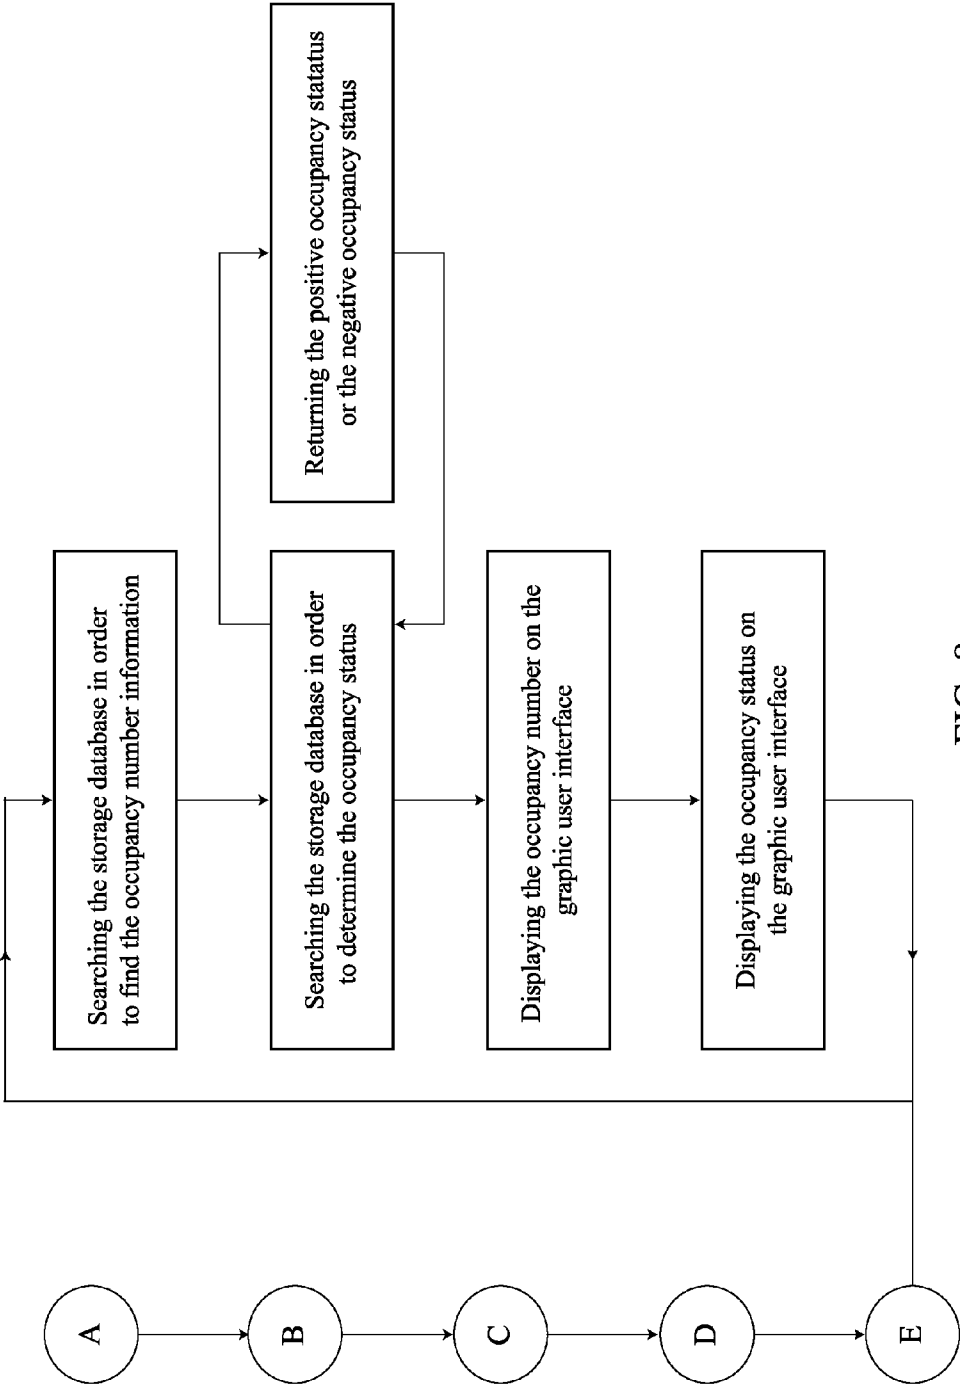 A
B
C
D
E
Searching the storage database in order
to find the occupancy number information
Searching the storage database in order
to determine the occupancy status
Returning the positive occupancy statatus
or the negative occupancy status
Displaying the occupancy number on the
graphic user interface
Displaying the occupancy status on
the graphic user interface
FIG.